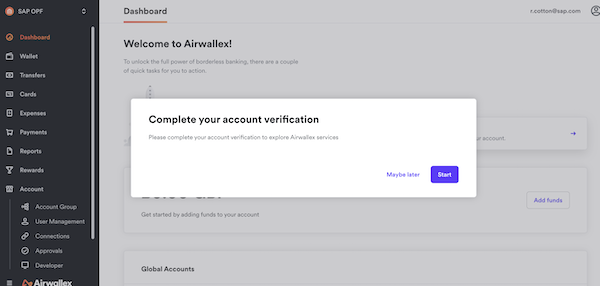 SAP OPF
Dashboard
r.cotton@sap.com
Dashboard
Wallet
Transfers
Cards
Expenses
Payments
Reports
Rewards
Account
Account Group
User Management
Connections
Approvals
Developer
Airwallex
Welcome to Airwallex!
To unlock the full power of borderless banking, there are a couple
of quick tasks for you to action.
Complete your account verification
Please complete your account verification to explore Airwallex services
Maybe later
Start
account.
Get started by adding funds to your account
Add funds
Global Accounts